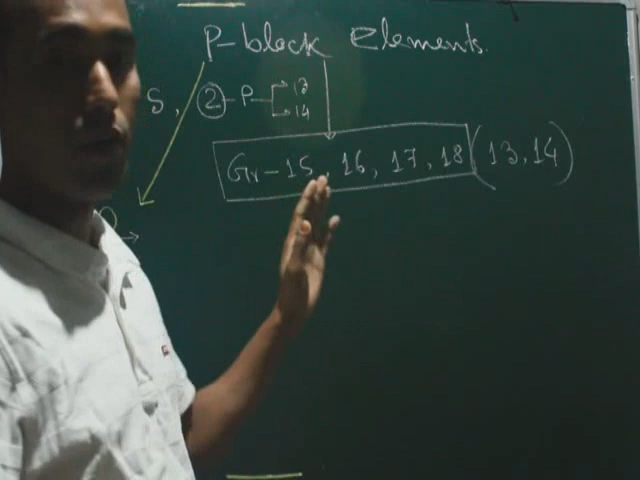 P-block Elements.
S, 2-P 13
14
Gr-15, 16, 17, 18 (13, 14)